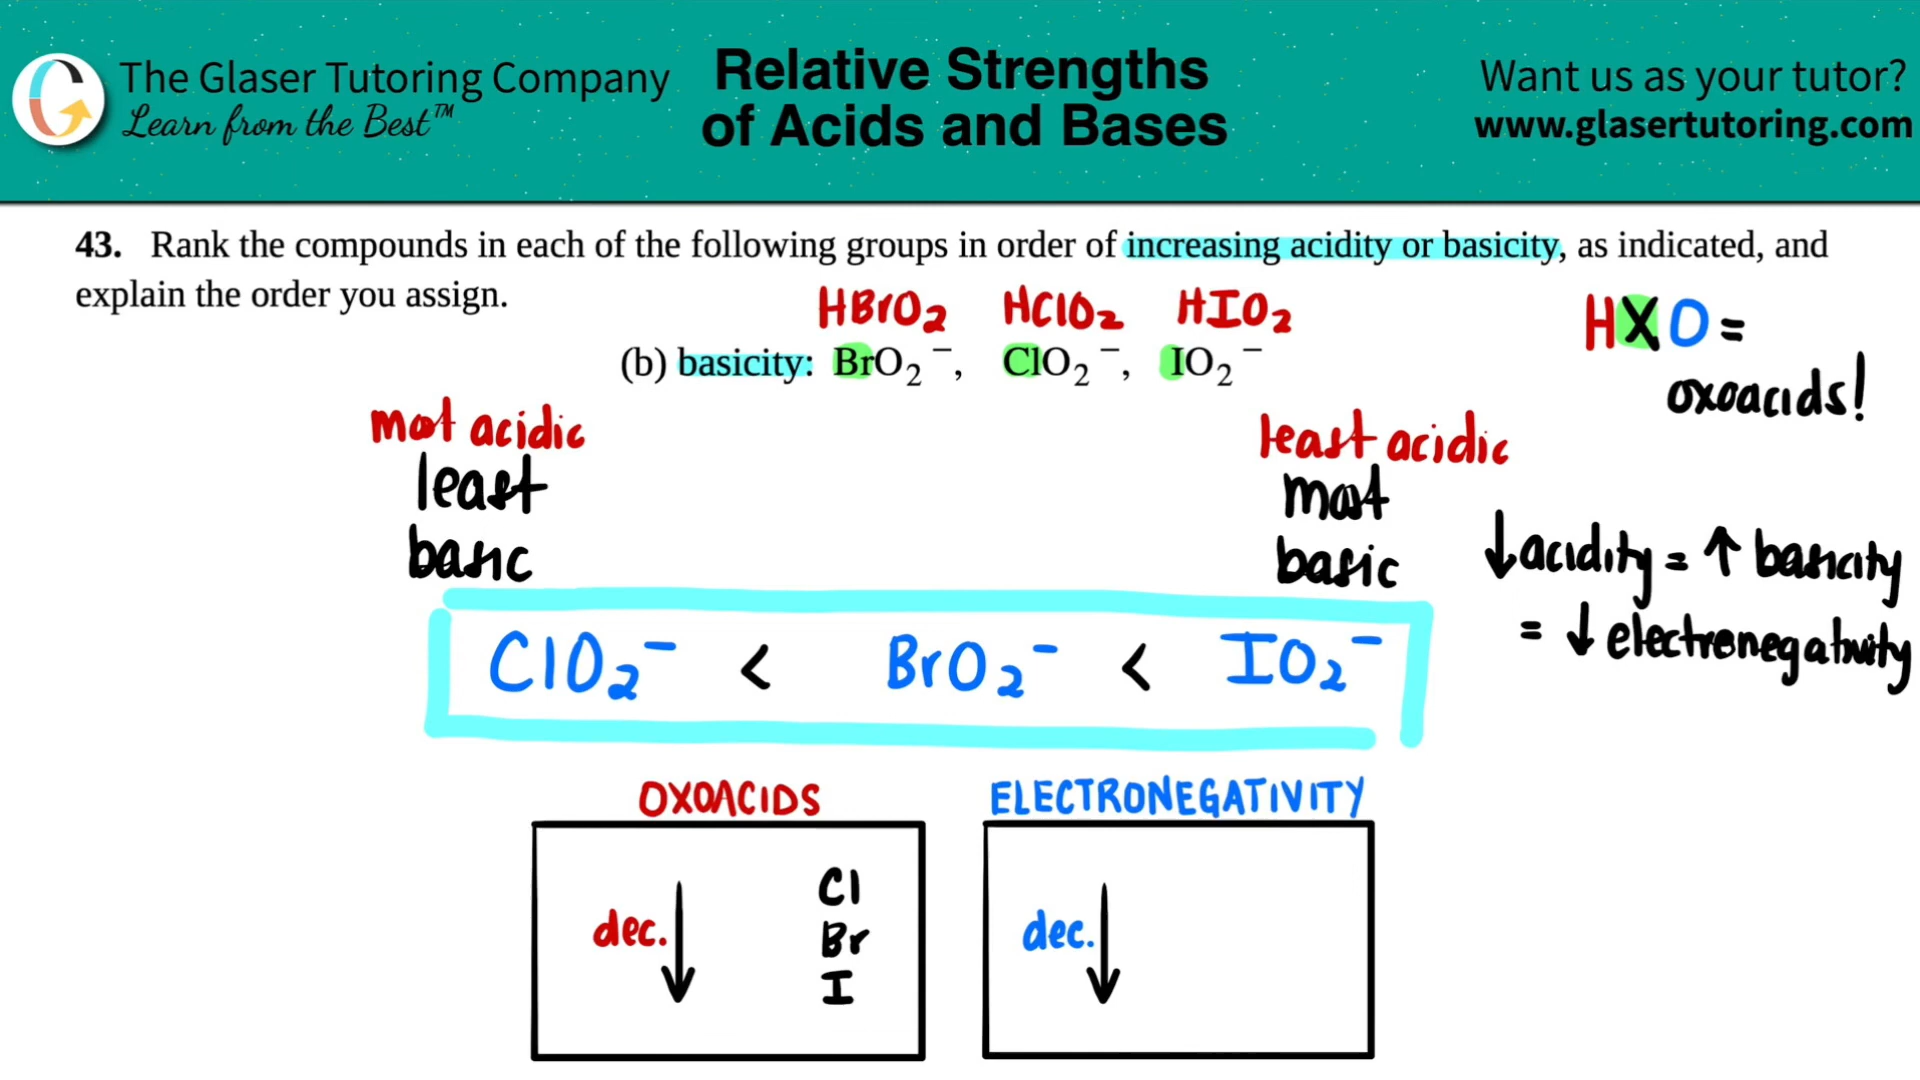 The Glaser Tutoring Company
Learn from the Best™
Relative Strengths
of Acids and Bases
Want us as your tutor?
www.glasertutoring.com
43. Rank the compounds in each of the following groups in order of increasing acidity or basicity, as indicated, and
explain the order you assign.
HBrO₂ HClO₂ HIO₂
(b) basicity: BrO₂⁻, ClO₂⁻, IO₂⁻
HXO =
oxoacids!
most acidic
least
basic
least acidic
most
basic
↓acidity = ↑ basicity
= ↓ electronegativity
ClO₂⁻ < BrO₂⁻ < IO₂⁻
OXOACIDS
dec.
Cl
Br
I
ELECTRONEGATIVITY
dec.